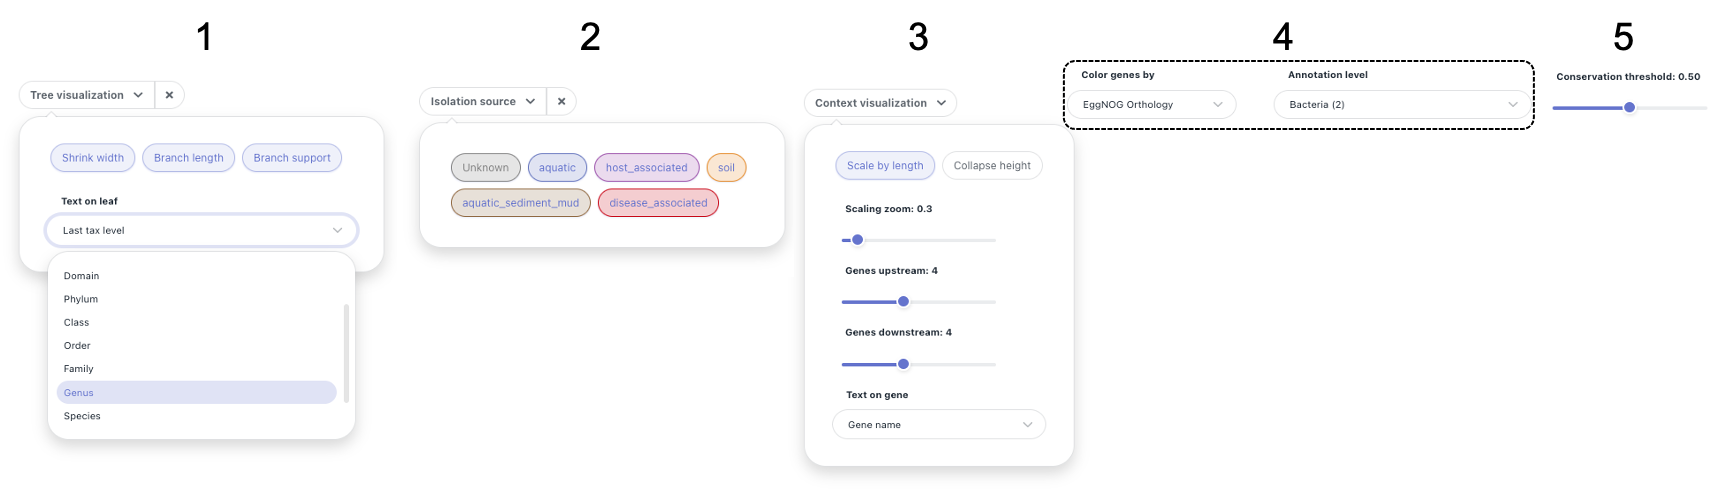 1
Tree visualization
Shrink width Branch length Branch support
Text on leaf
Last tax level
Domain
Phylum
Class
Order
Family
Genus
Species
2
Isolation source
Unknown aquatic host_associated soil
aquatic_sediment_mud disease_associated
3
Context visualization
Scale by length Collapse height
Scaling zoom: 0.3
Genes upstream: 4
Genes downstream: 4
Text on gene
Gene name
4
Color genes by Annotation level
EggNOG Orthology Bacteria (2)
5
Conservation threshold: 0.50